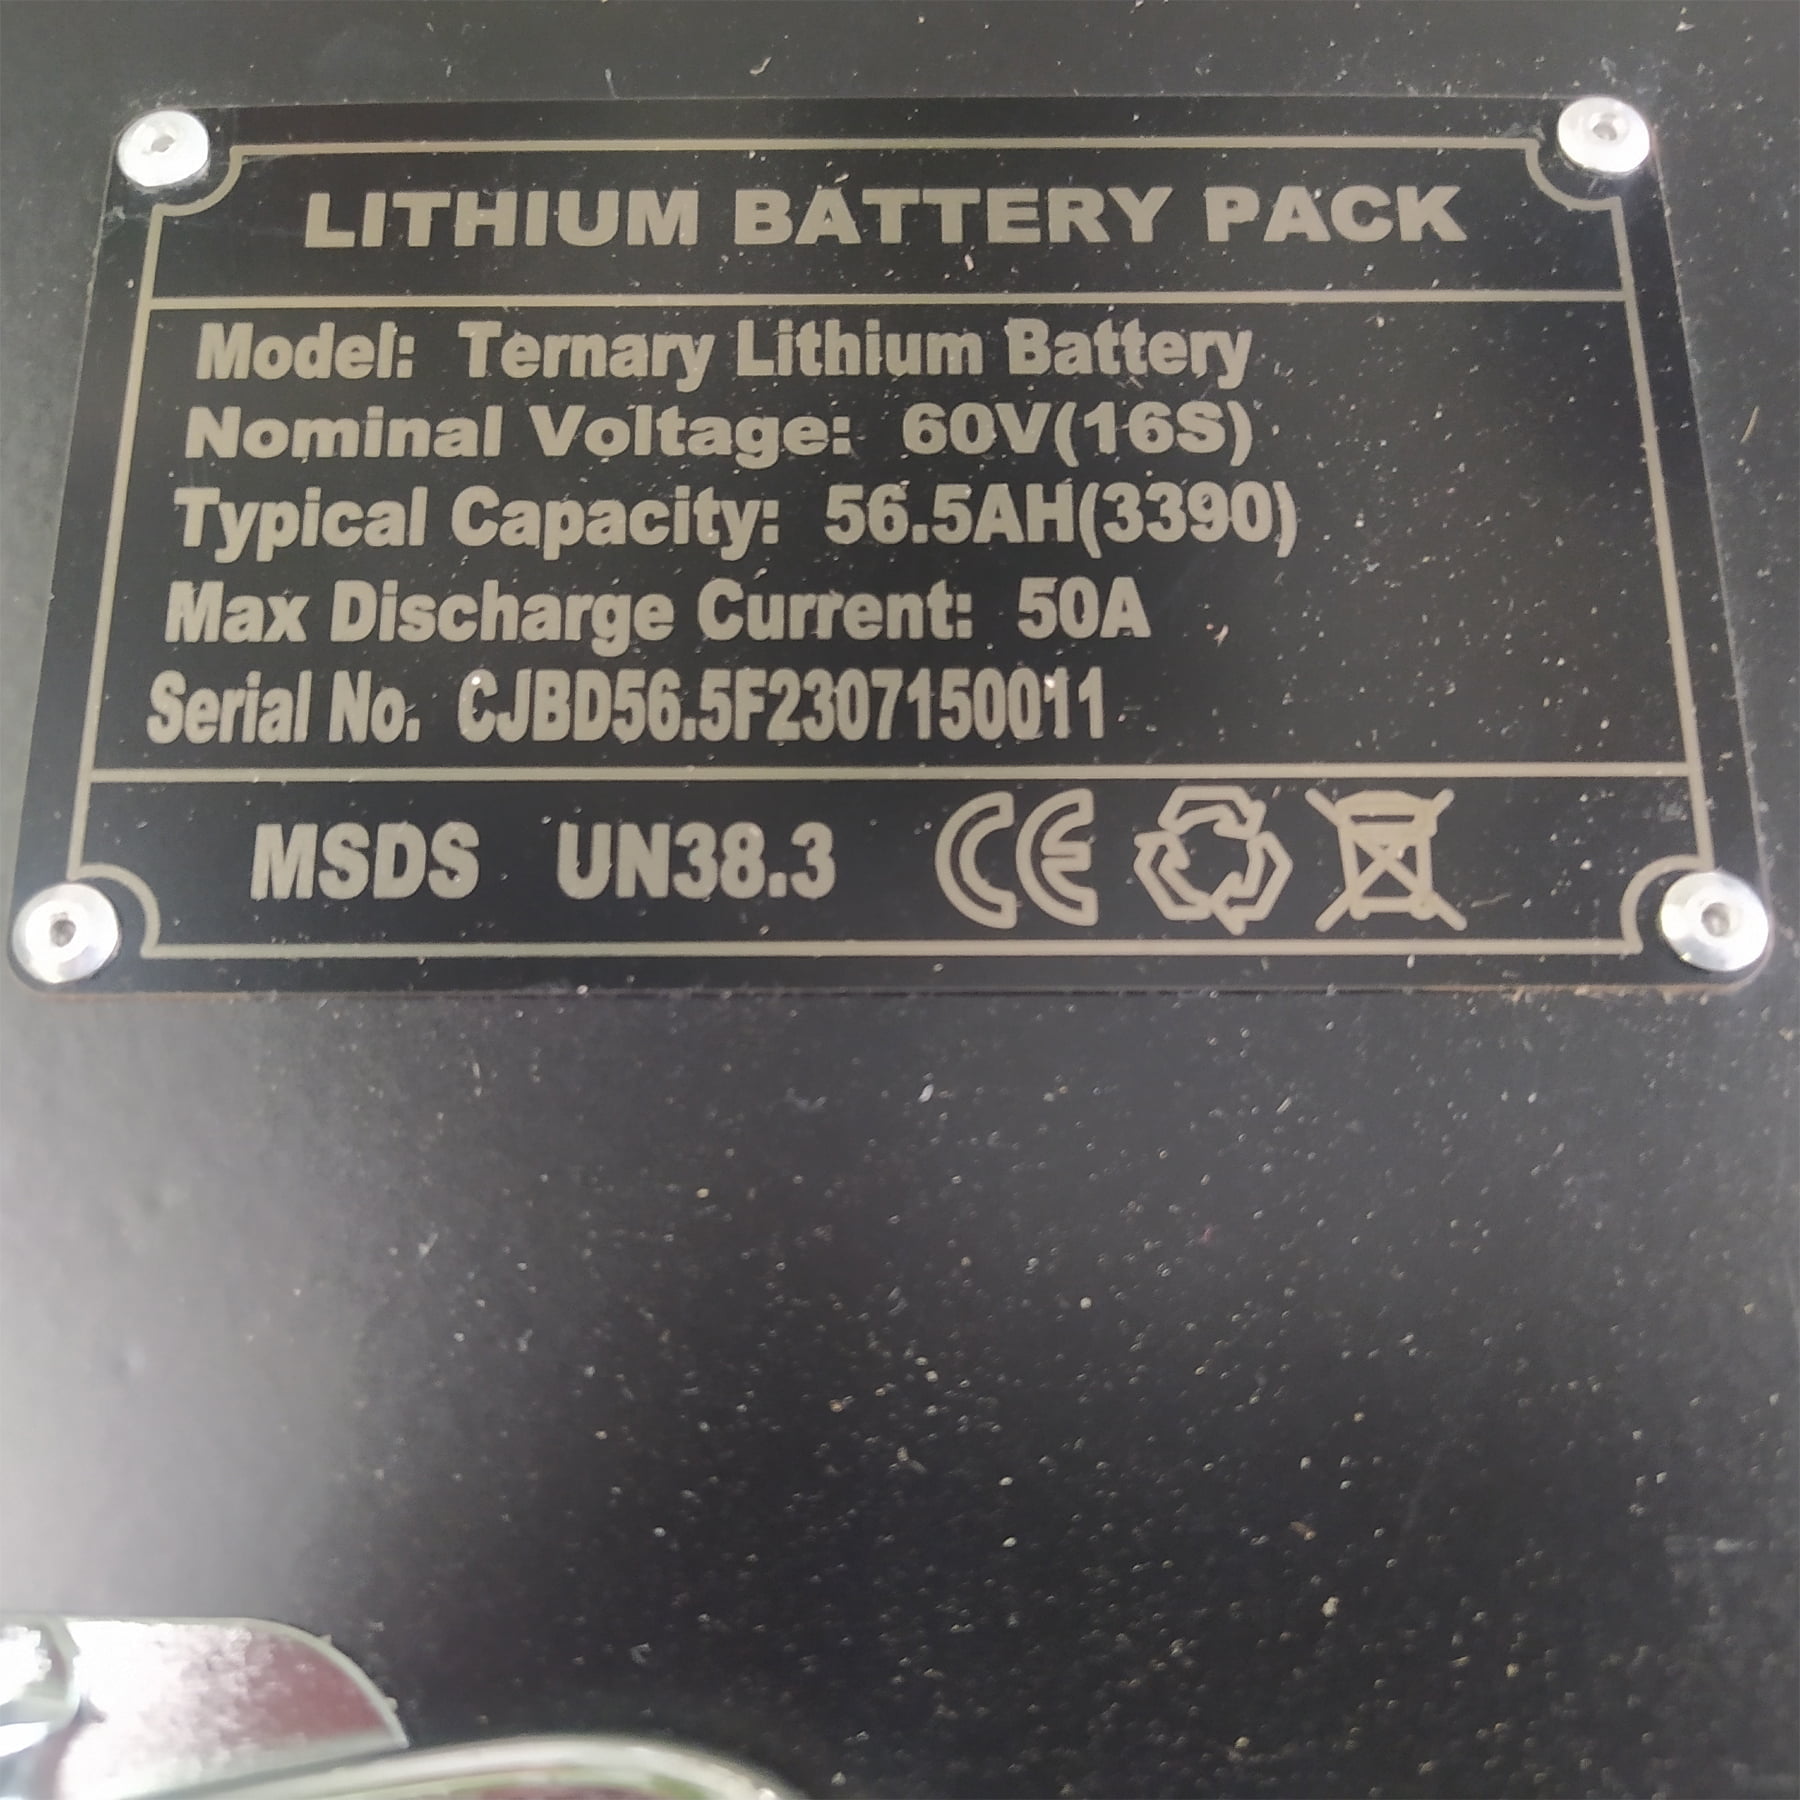 LITHIUM BATTERY PACK
Model: Ternary Lithium Battery
Nominal Voltage: 60V(16S)
Typical Capacity: 56.5AH(3390)
Max Discharge Current: 50A
Serial No. CJBD56.5F2307150011
MSDS UN38.3 CE